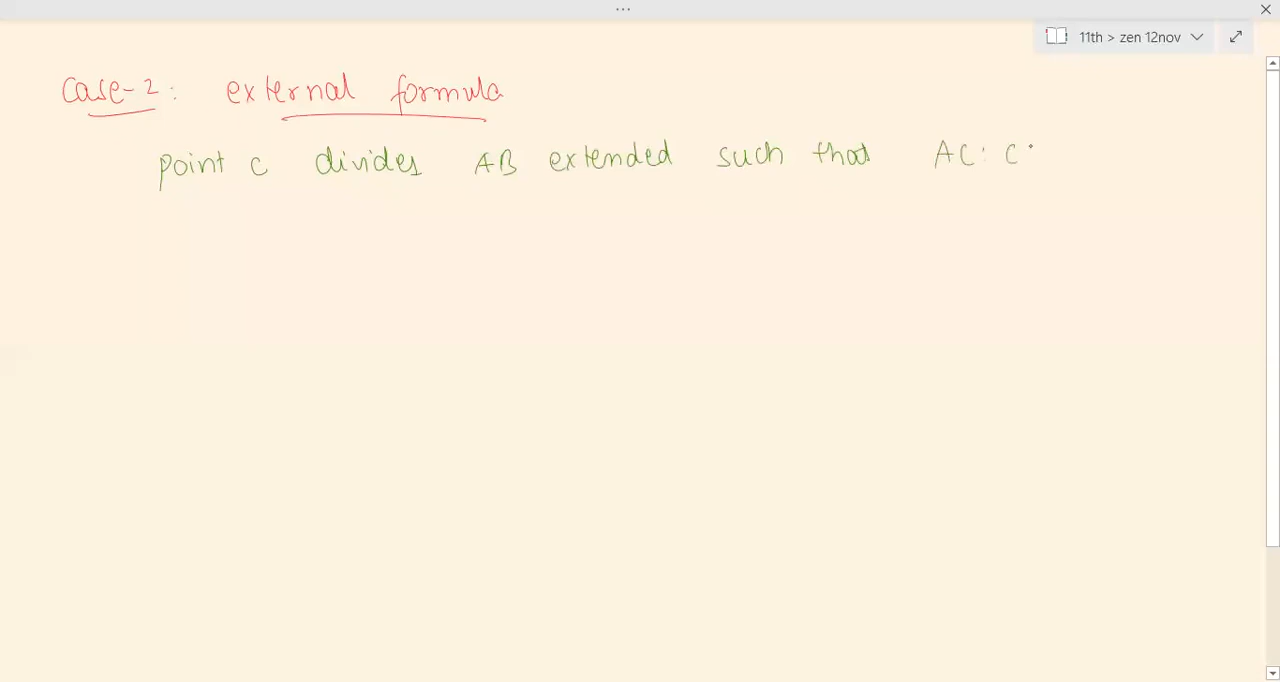 ...
11th > zen 12nov
Case-2: external formula
point c divides AB extended such that AC: C